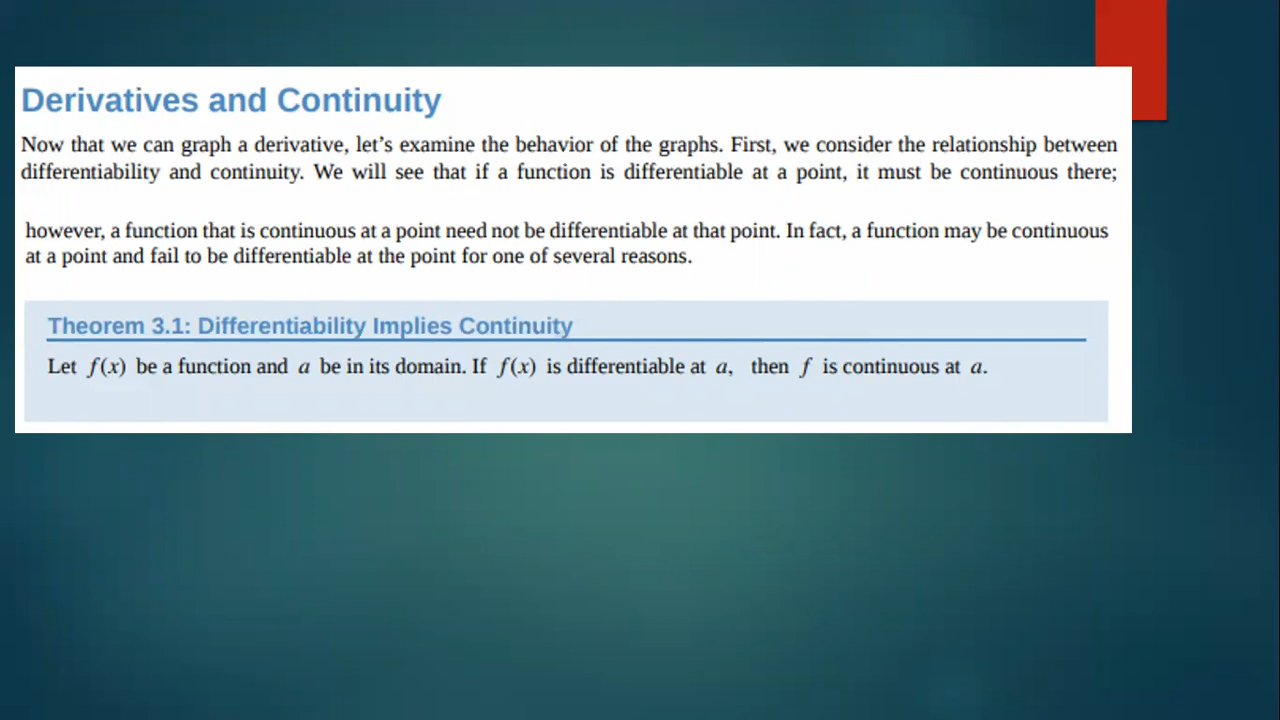 Derivatives and Continuity
Now that we can graph a derivative, let’s examine the behavior of the graphs. First, we consider the relationship between
differentiability and continuity. We will see that if a function is differentiable at a point, it must be continuous there;
however, a function that is continuous at a point need not be differentiable at that point. In fact, a function may be continuous
at a point and fail to be differentiable at the point for one of several reasons.
Theorem 3.1: Differentiability Implies Continuity
Let f(x) be a function and a be in its domain. If f(x) is differentiable at a, then f is continuous at a.